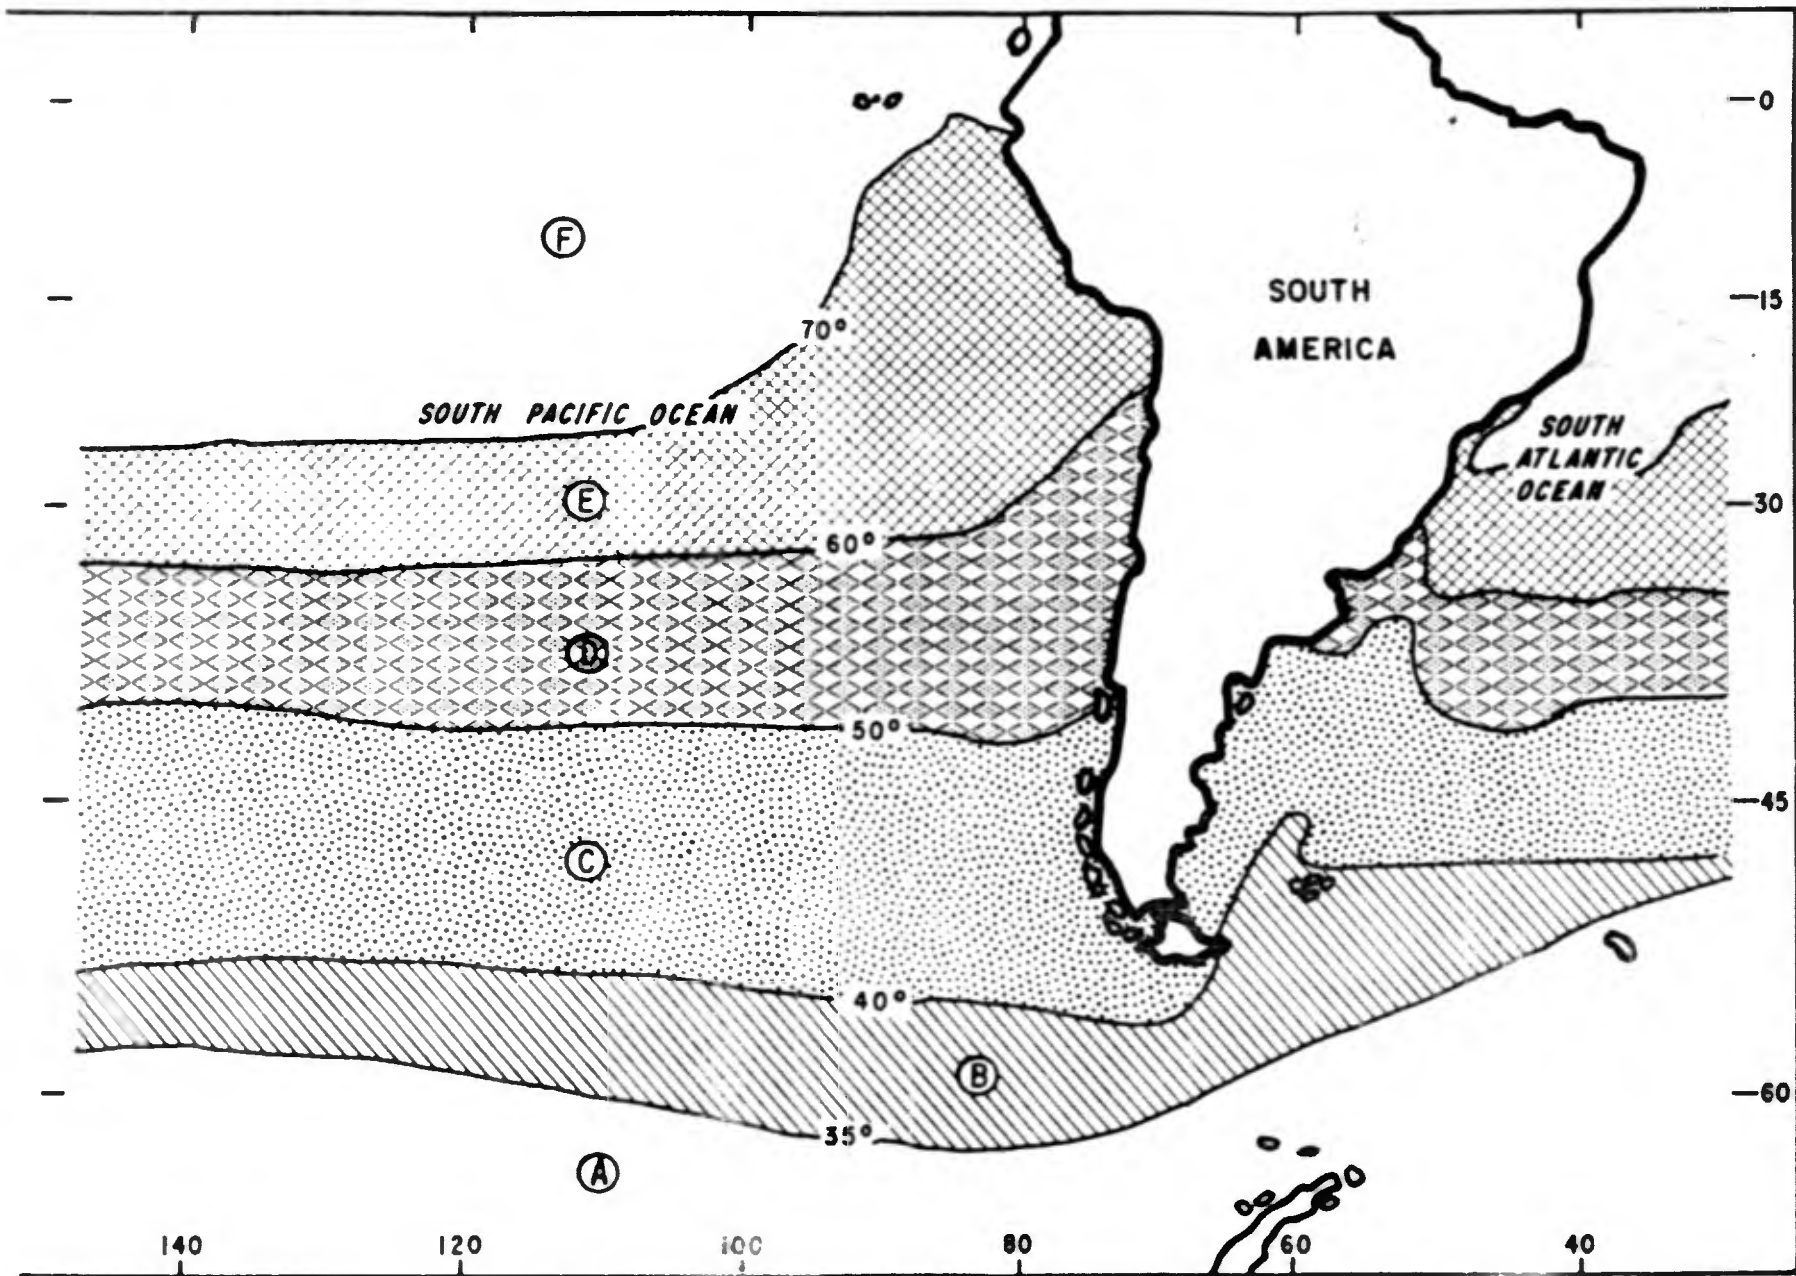 0
F
SOUTH
AMERICA
15
70°
SOUTH PACIFIC OCEAN
SOUTH
ATLANTIC
OCEAN
E
30
60°
D
50°
45
C
40°
B
60
35°
A
140 120 100 80 60 40